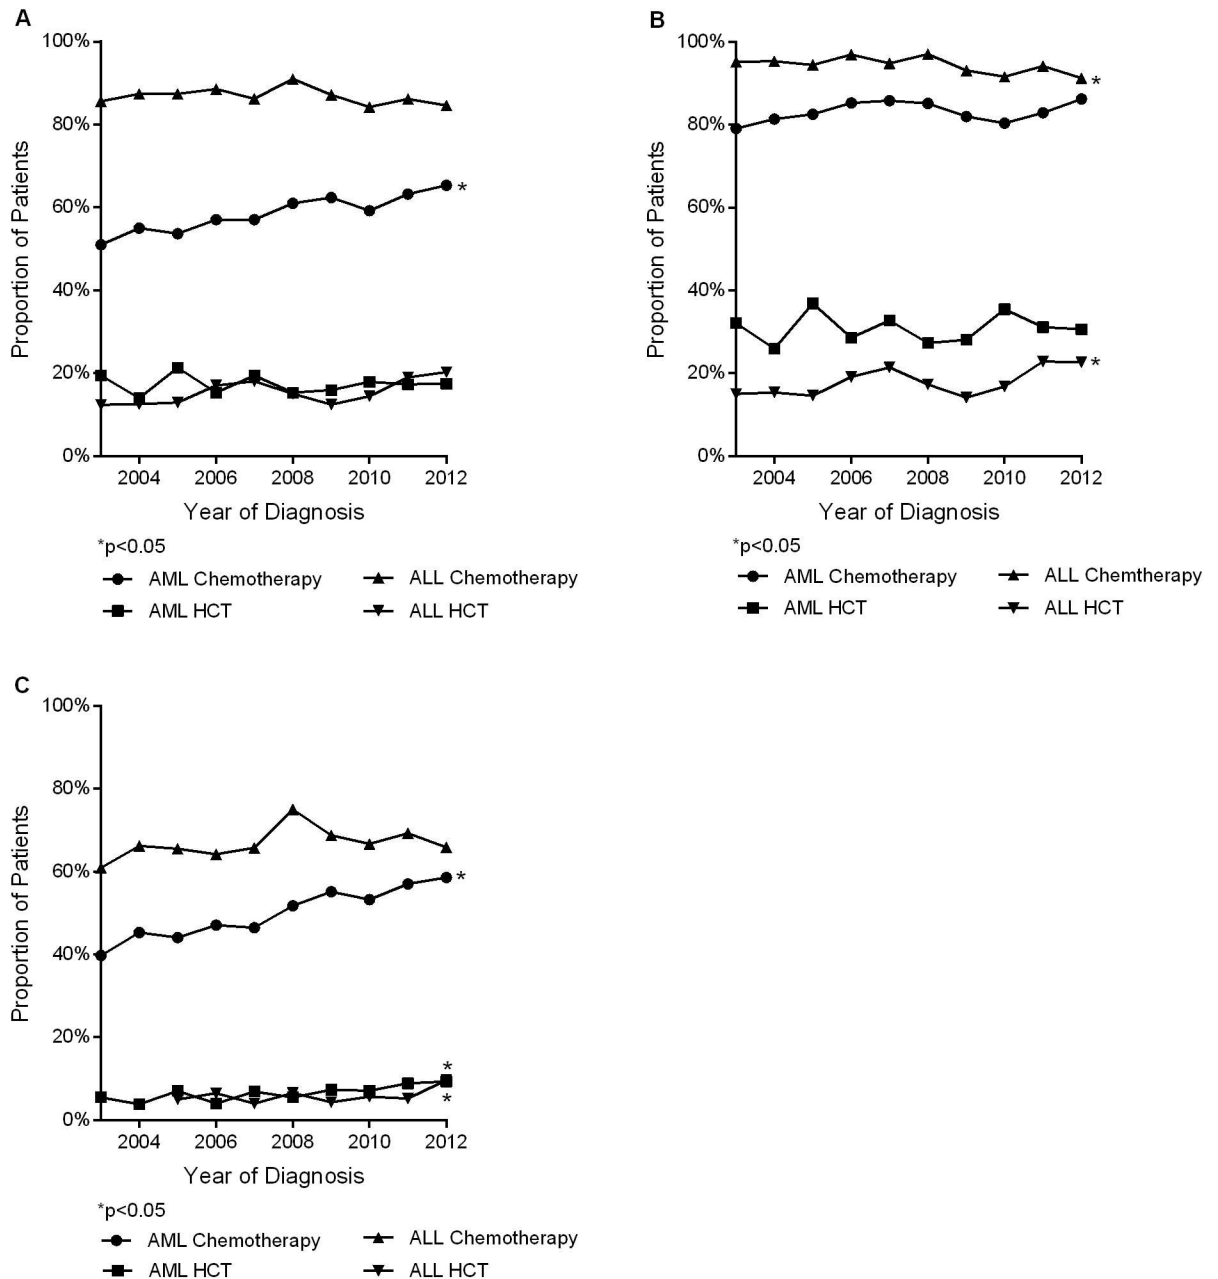 A
100%
80%
60%
40%
20%
0%
Proportion of Patients
*
2004 2006 2008 2010 2012
Year of Diagnosis
*p<0.05
AML Chemotherapy ALL Chemotherapy
AML HCT ALL HCT
B
100%
80%
60%
40%
20%
0%
Proportion of Patients
*
*
2004 2006 2008 2010 2012
Year of Diagnosis
*p<0.05
AML Chemotherapy ALL Chemtherapy
AML HCT ALL HCT
C
100%
80%
60%
40%
20%
0%
Proportion of Patients
*
*
*
2004 2006 2008 2010 2012
Year of Diagnosis
*p<0.05
AML Chemotherapy ALL Chemotherapy
AML HCT ALL HCT